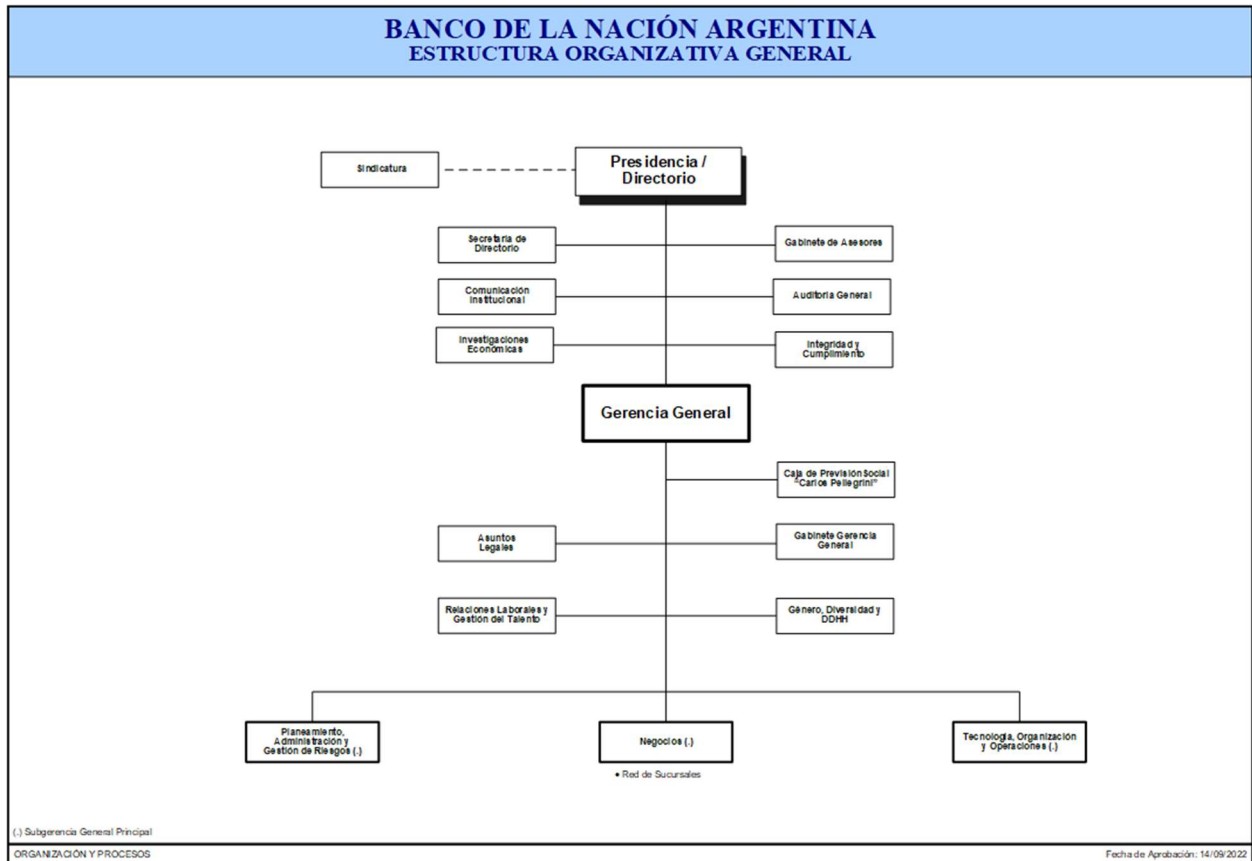 BANCO DE LA NACIÓN ARGENTINA
ESTRUCTURA ORGANIZATIVA GENERAL
Sindicatura
Presidencia /
Directorio
Secretaría de
Directorio
Gabinete de Asesores
Comunicación
Institucional
Auditoría General
Investigaciones
Económicas
Integridad y
Cumplimiento
Gerencia General
Caja de Previsión Social
"Carlos Pellegrini"
Asuntos
Legales
Gabinete Gerencia
General
Relaciones Laborales y
Gestión del Talento
Género, Diversidad y
DDHH
Planeamiento,
Administración y
Gestión de Riesgos (.)
Negocios (.)
Tecnología, Organización
y Operaciones (.)
• Red de Sucursales
(.) Subgerencia General Principal
ORGANIZACIÓN Y PROCESOS
Fecha de Aprobación: 14/09/2022